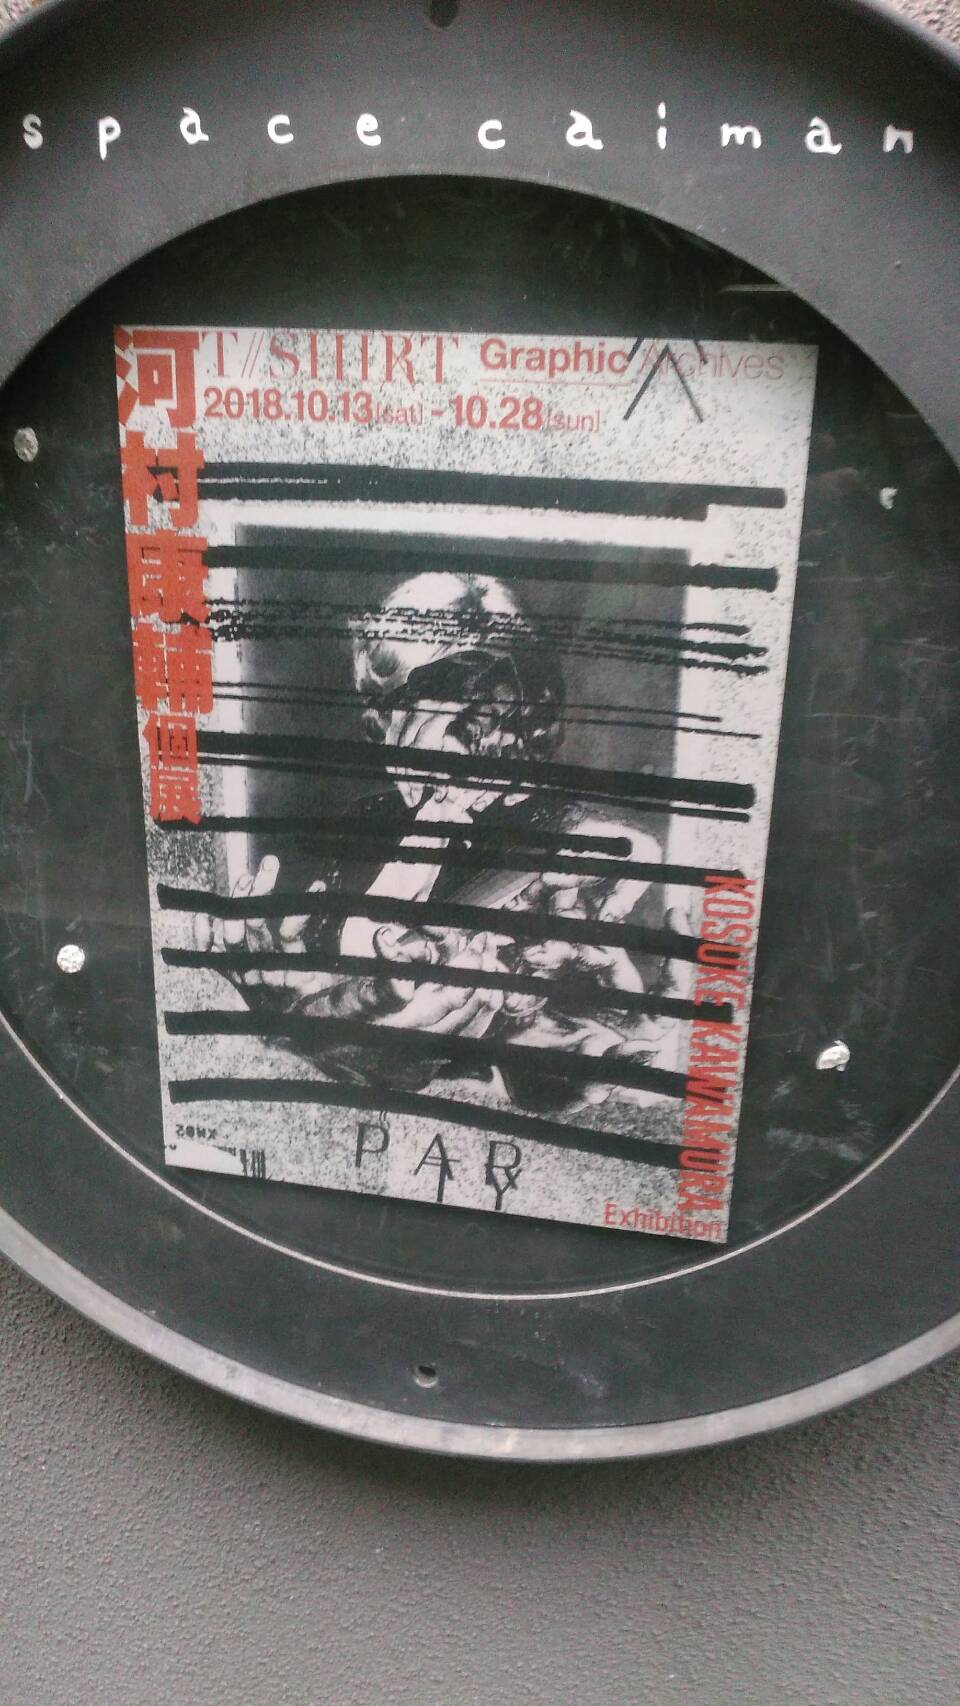 space caiman
T//SHIRT Graphic Archives
2018.10.13[sat]-10.28[sun]
河村康輔個展
KOSUKE KAWAMURA
PAR
TY
Exhibition